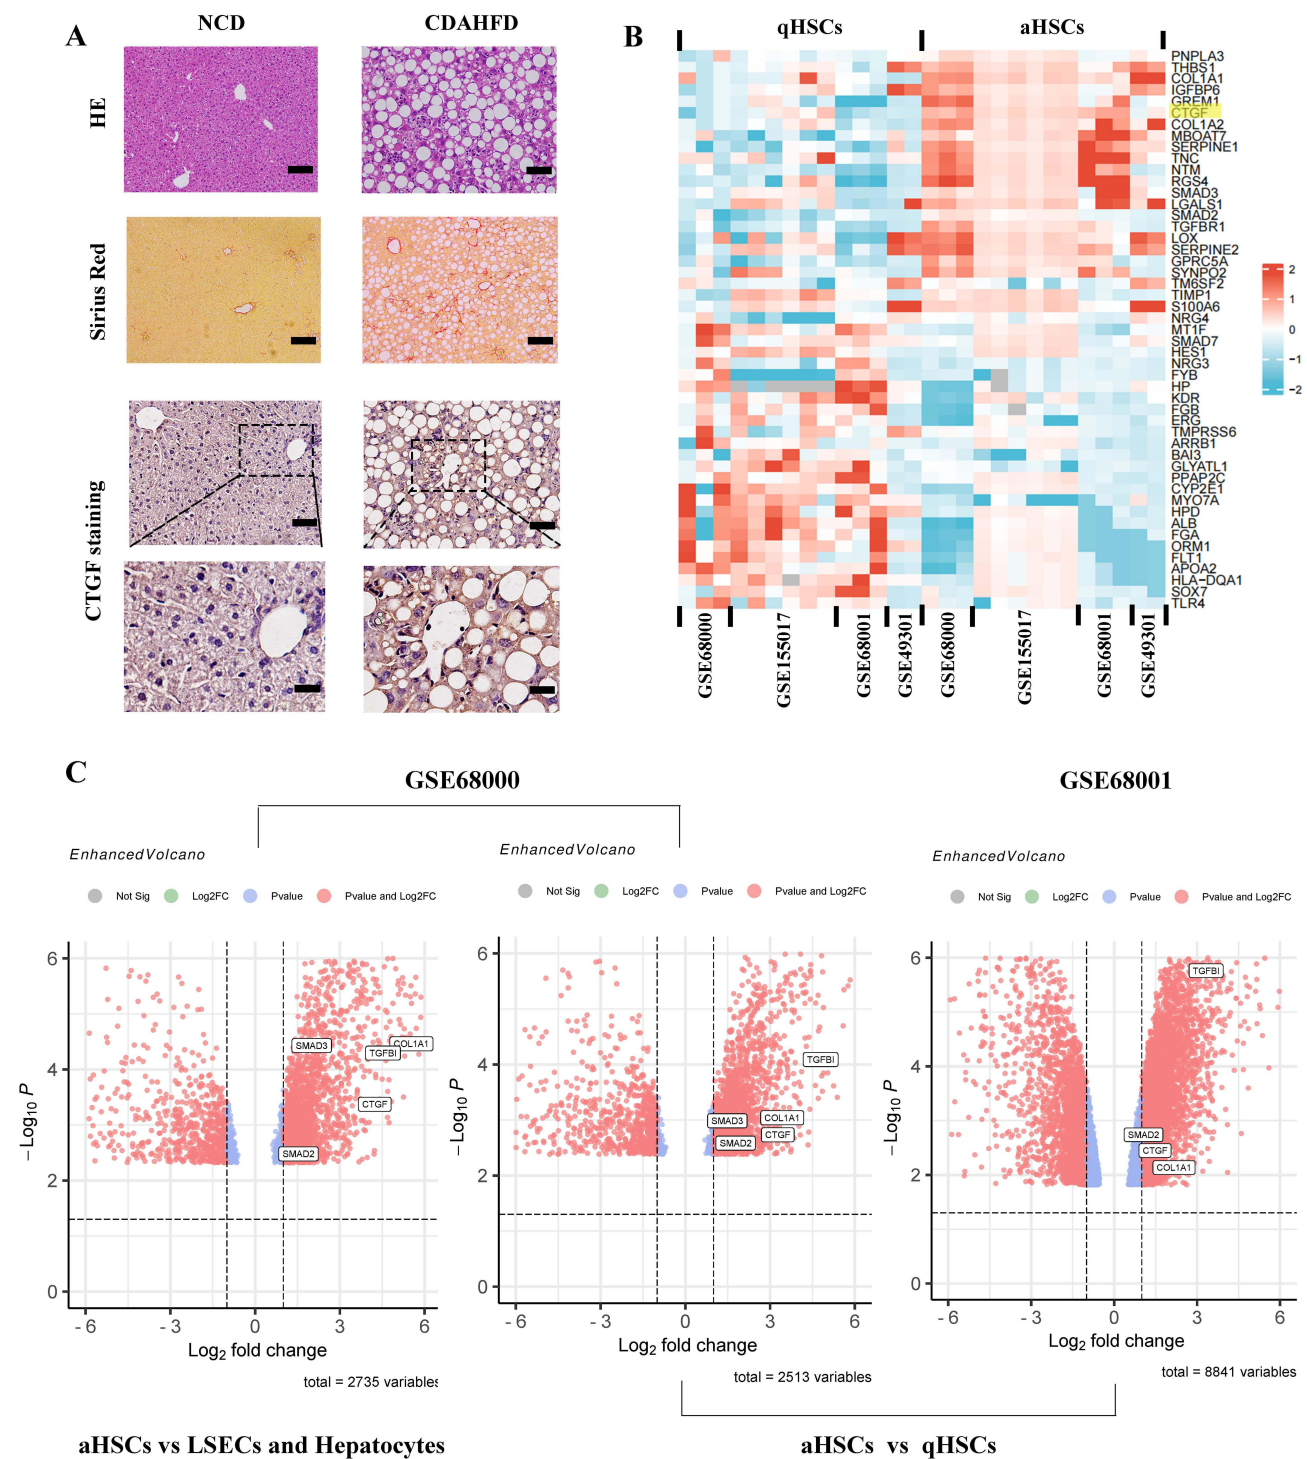 A
NCD
CDAHFD
HE
Sirius Red
CTGF staining
B
qHSCs
aHSCs
PNPLA3
THBS1
COL1A1
IGFBP6
GREM1
CTGF
COL1A2
MBOAT7
SERPINE1
TNC
NTM
RGS4
SMAD3
LGALS1
SMAD2
TGFBR1
LOX
SERPINE2
GPRC5A
SYNPO2
TM6SF2
TIMP1
S100A6
NRG4
MT1F
SMAD7
HES1
NRG3
FYB
HP
KDR
FGB
ERG
TMPRSS6
ARRB1
BAI3
GLYATL1
PPAP2C
CYP2E1
MYO7A
HPD
ALB
FGA
ORM1
FLT1
APOA2
HLA-DQA1
SOX7
TLR4
2
1
0
-1
-2
GSE68000
GSE155017
GSE68001
GSE49301
GSE68000
GSE155017
GSE68001
GSE49301
C
GSE68000
GSE68001
EnhancedVolcano
Not Sig Log2FC Pvalue Pvalue and Log2FC
6
4
2
0
-Log10 P
SMAD3
COL1A1
TGFBI
CTGF
SMAD2
-6 -3 0 3 6
Log2 fold change
total = 2735 variables
EnhancedVolcano
Not Sig Log2FC Pvalue Pvalue and Log2FC
6
4
2
0
-Log10 P
TGFBI
SMAD3
COL1A1
CTGF
SMAD2
-6 -3 0 3 6
Log2 fold change
total = 2513 variables
EnhancedVolcano
Not Sig Log2FC Pvalue Pvalue and Log2FC
6
4
2
0
-Log10 P
TGFBI
SMAD2
CTGF
COL1A1
-6 -3 0 3 6
Log2 fold change
total = 8841 variables
aHSCs vs LSECs and Hepatocytes
aHSCs vs qHSCs